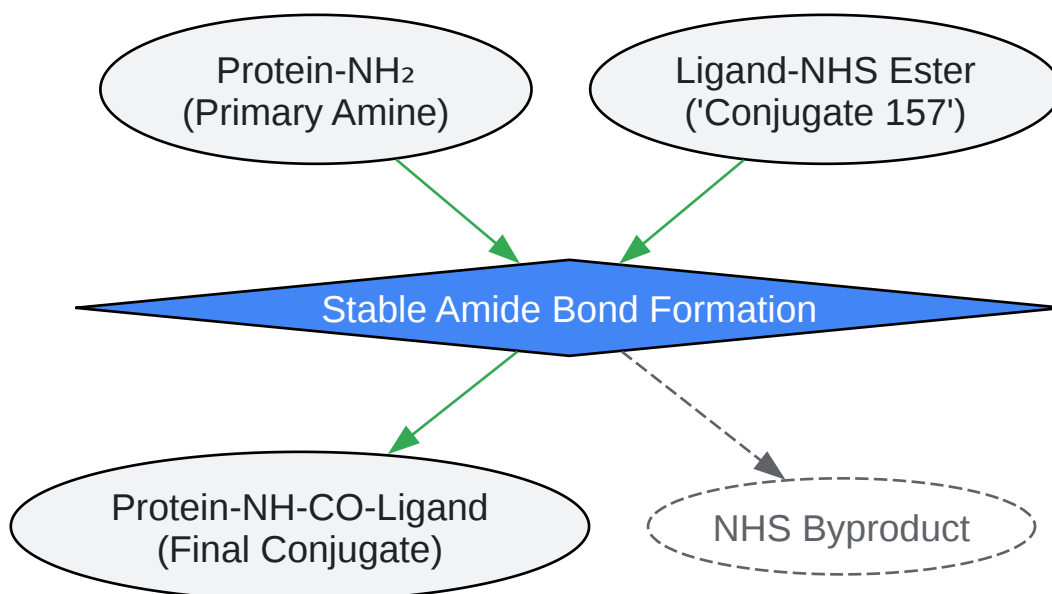 Protein-NH₂
(Primary Amine)
Ligand-NHS Ester
('Conjugate 157')
Stable Amide Bond Formation
Protein-NH-CO-Ligand
(Final Conjugate)
NHS Byproduct